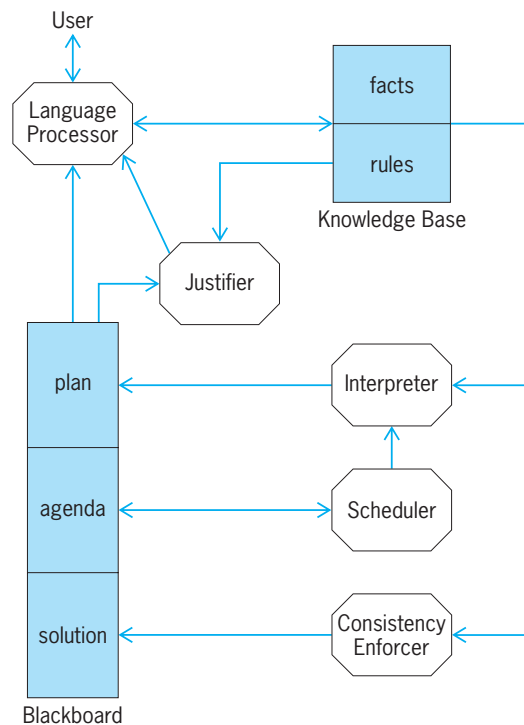 User
Language
Processor
facts
rules
Knowledge Base
Justifier
plan
Interpreter
agenda
Scheduler
solution
Consistency
Enforcer
Blackboard